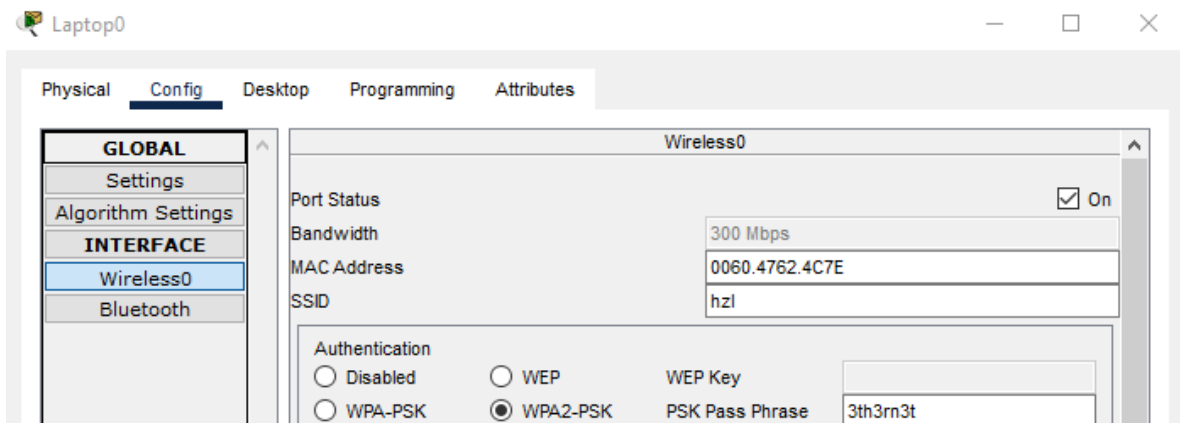 Laptop0
Physical Config Desktop Programming Attributes
GLOBAL
Settings
Algorithm Settings
INTERFACE
Wireless0
Bluetooth
Wireless0
Port Status On
Bandwidth 300 Mbps
MAC Address 0060.4762.4C7E
SSID hzl
Authentication
Disabled WEP WEP Key
WPA-PSK WPA2-PSK PSK Pass Phrase 3th3rn3t